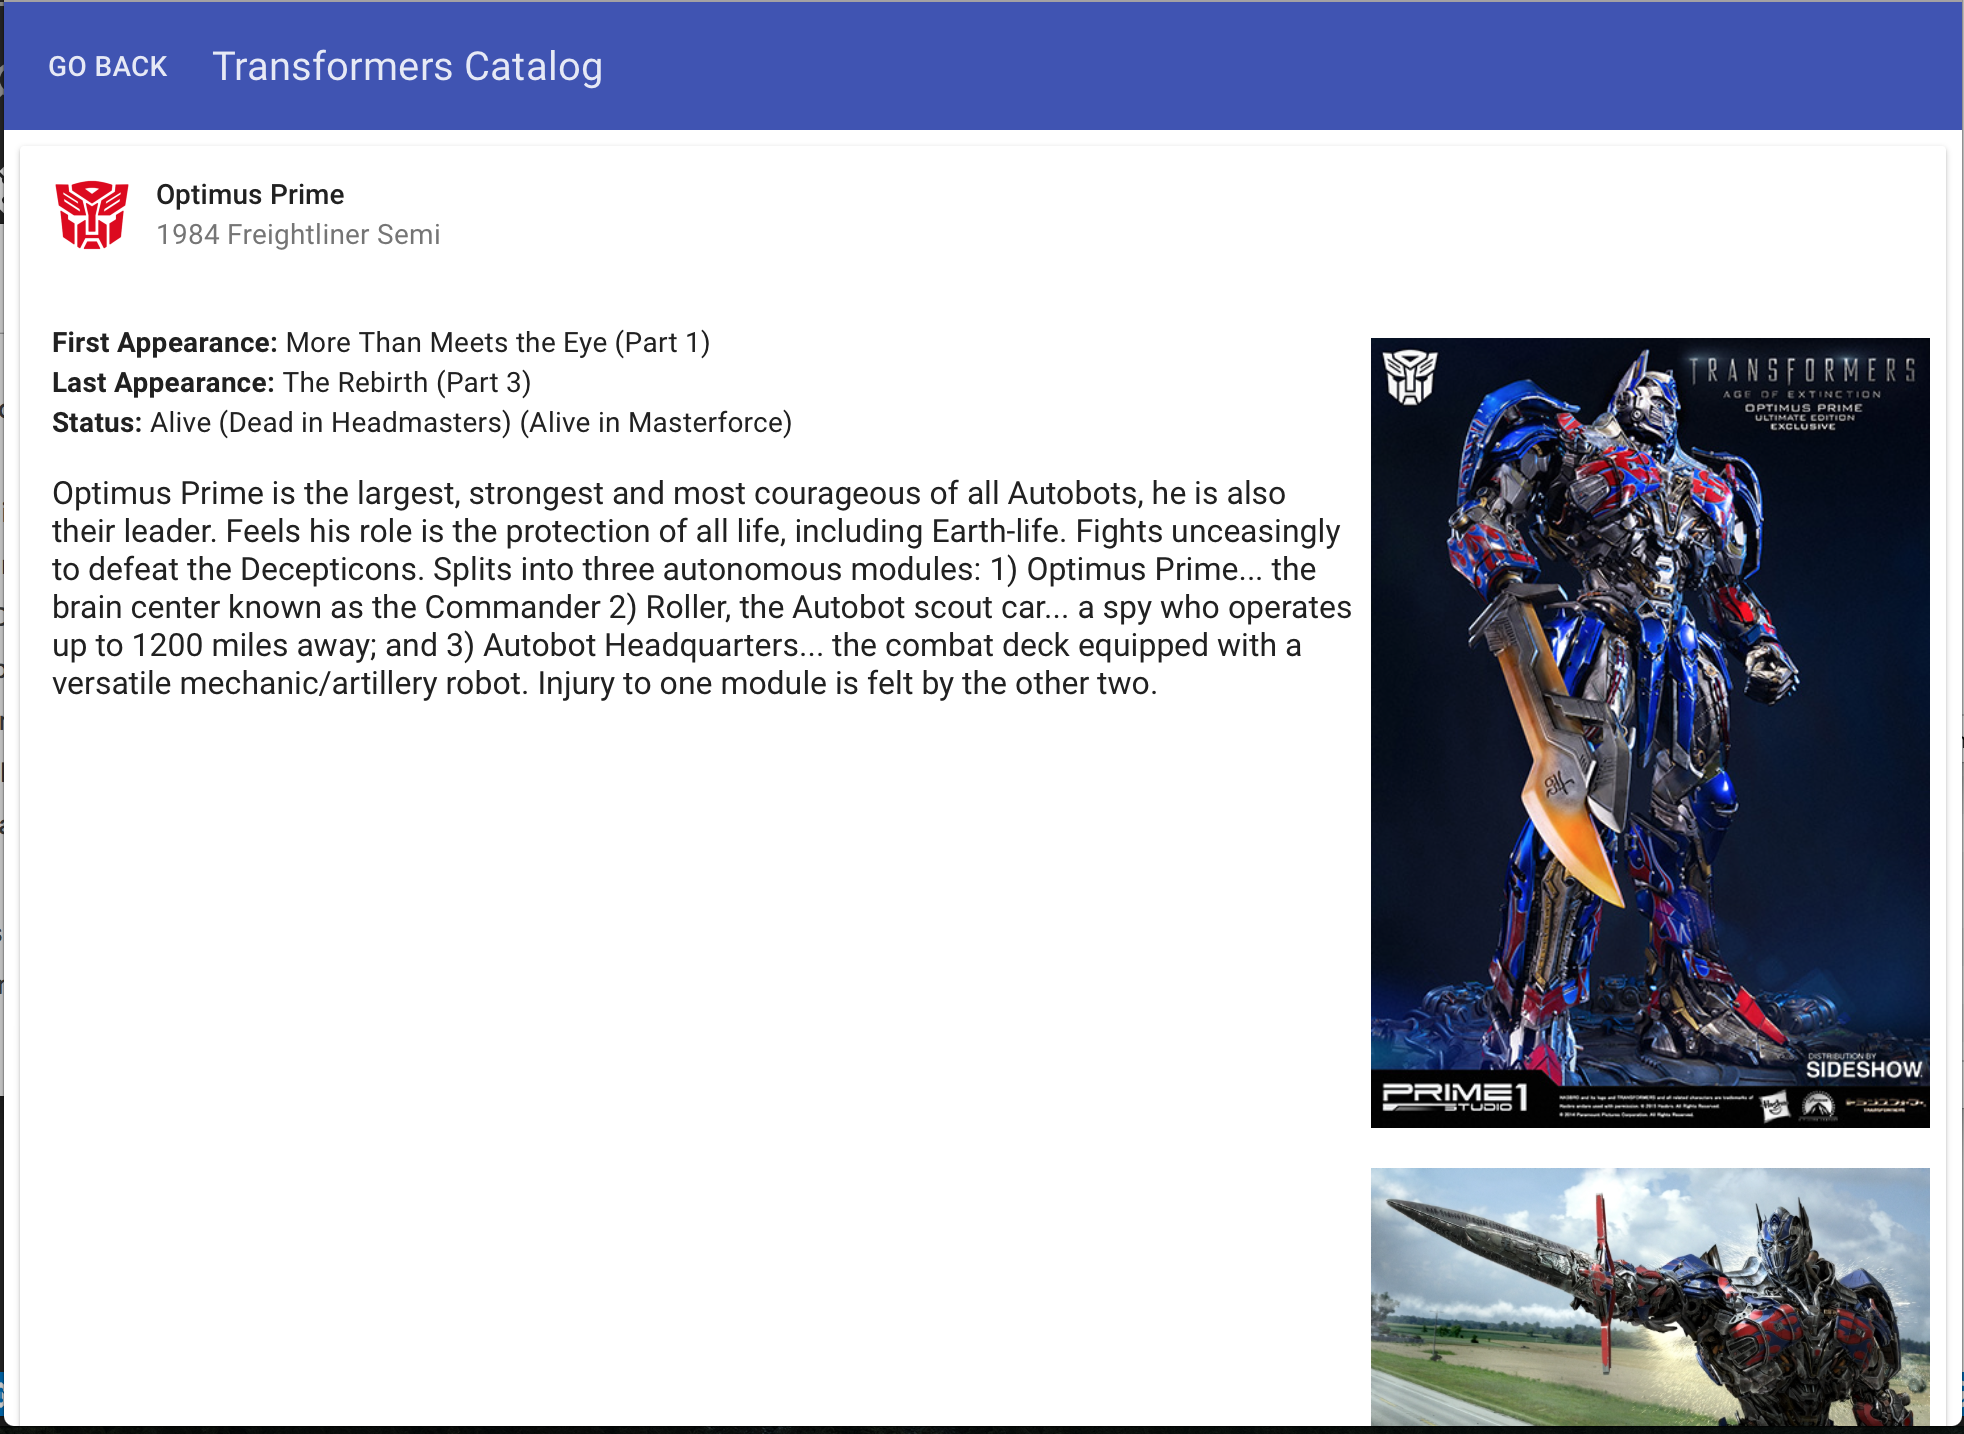 GO BACK Transformers Catalog
Optimus Prime
1984 Freightliner Semi
First Appearance: More Than Meets the Eye (Part 1)
Last Appearance: The Rebirth (Part 3)
Status: Alive (Dead in Headmasters) (Alive in Masterforce)
Optimus Prime is the largest, strongest and most courageous of all Autobots, he is also
their leader. Feels his role is the protection of all life, including Earth-life. Fights unceasingly
to defeat the Decepticons. Splits into three autonomous modules: 1) Optimus Prime... the
brain center known as the Commander 2) Roller, the Autobot scout car... a spy who operates
up to 1200 miles away; and 3) Autobot Headquarters... the combat deck equipped with a
versatile mechanic/artillery robot. Injury to one module is felt by the other two.
TRANSFORMERS
AGE OF EXTINCTION
OPTIMUS PRIME
ULTIMATE EDITION
EXCLUSIVE
DISTRIBUTION BY
SIDESHOW
PRIME 1
STUDIO
Hasbro